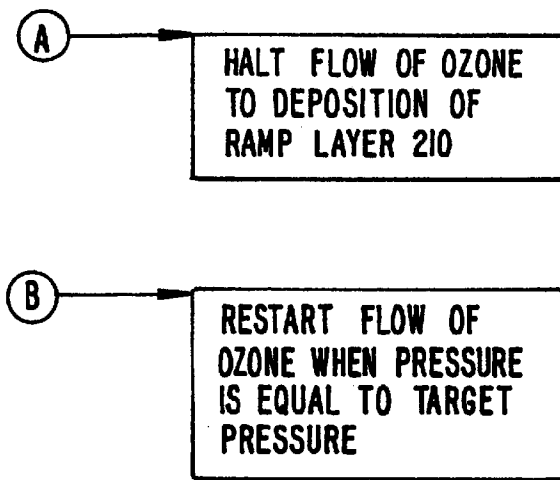 A
HALT FLOW OF OZONE
TO DEPOSITION OF
RAMP LAYER 210
B
RESTART FLOW OF
OZONE WHEN PRESSURE
IS EQUAL TO TARGET
PRESSURE